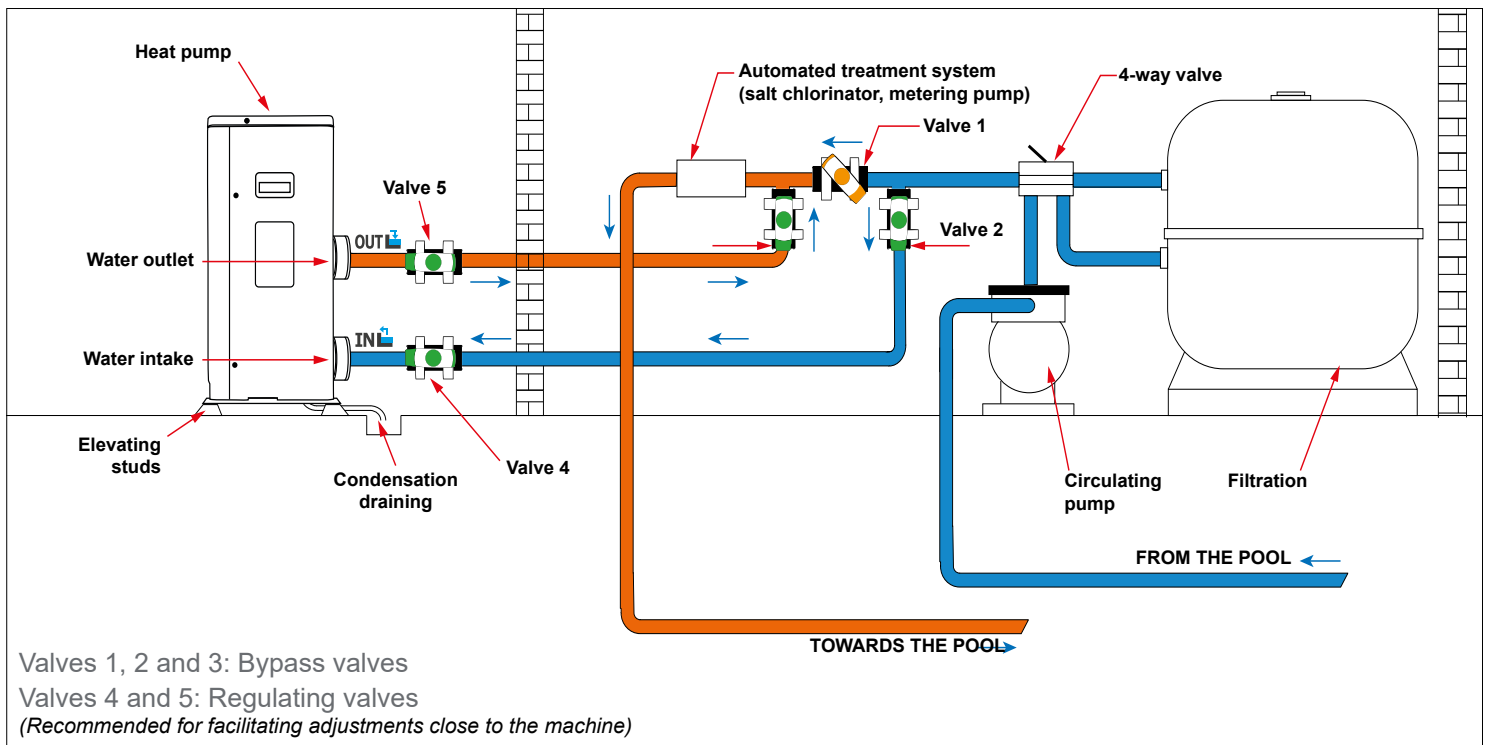 Heat pump
Automated treatment system
(salt chlorinator, metering pump)
4-way valve
Valve 1
Valve 5
Valve 2
OUT
Water outlet
IN
Water intake
Elevating
studs
Condensation
draining
Valve 4
Circulating
pump
Filtration
FROM THE POOL
TOWARDS THE POOL
Valves 1, 2 and 3: Bypass valves
Valves 4 and 5: Regulating valves
(Recommended for facilitating adjustments close to the machine)